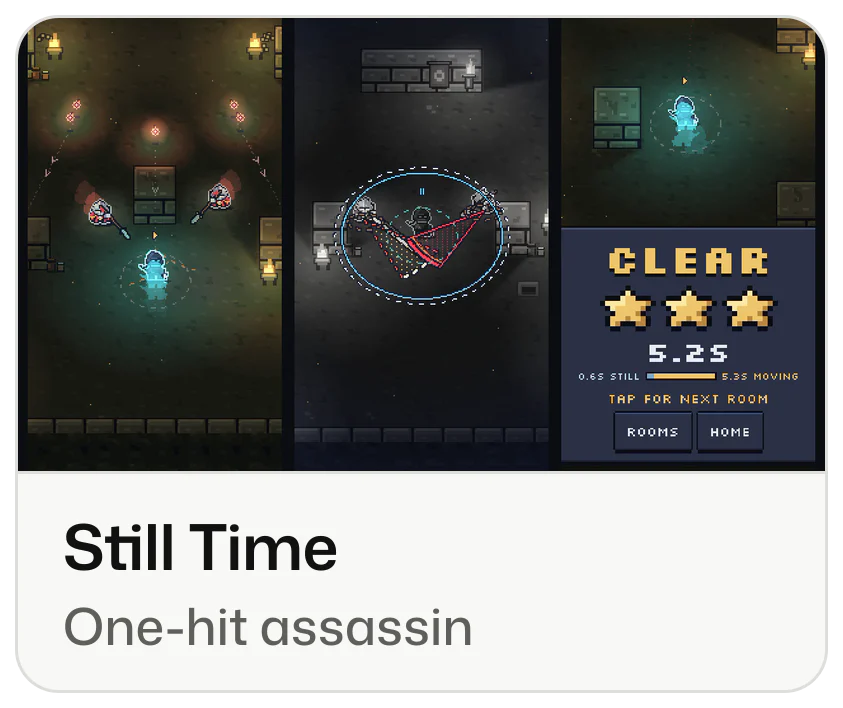 CLEAR
5.2S
0.6S STILL 5.3S MOVING
TAP FOR NEXT ROOM
ROOMS HOME
Still Time
One-hit assassin